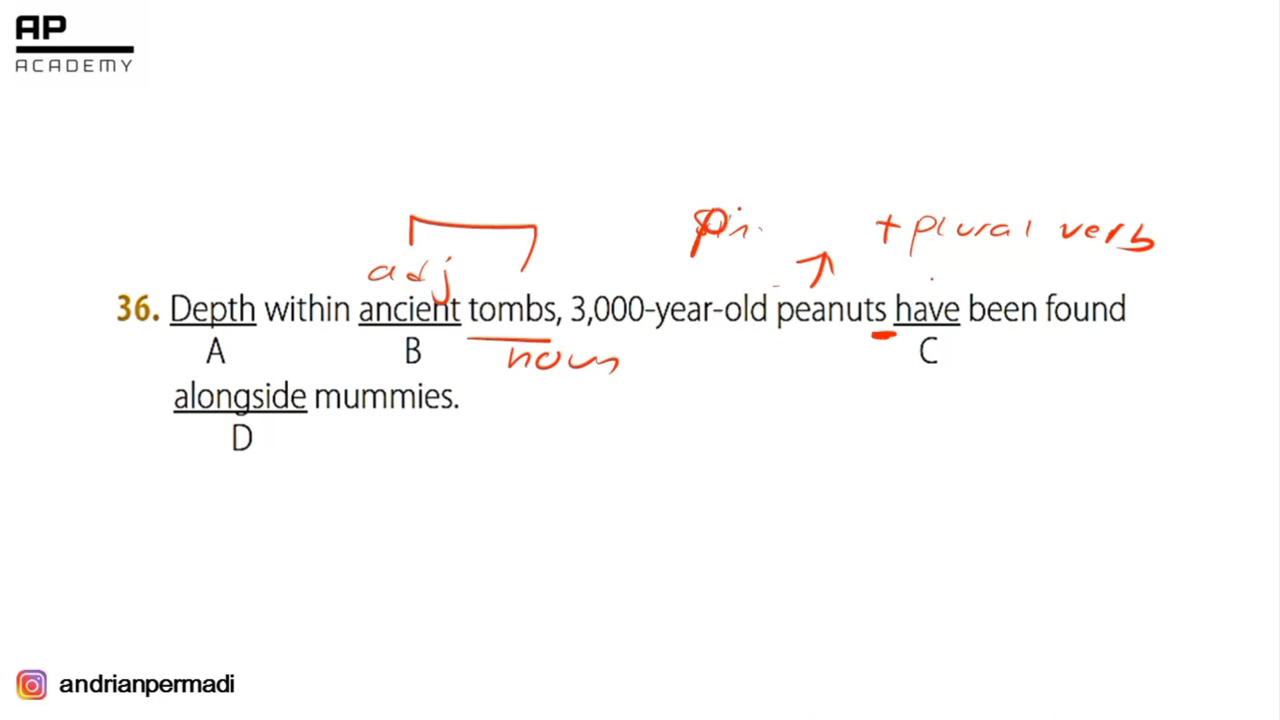 AP
ACADEMY
+ plural verb
adj
36. Depth within ancient tombs, 3,000-year-old peanuts have been found
A B C
noun
alongside mummies.
D
andrianpermadi